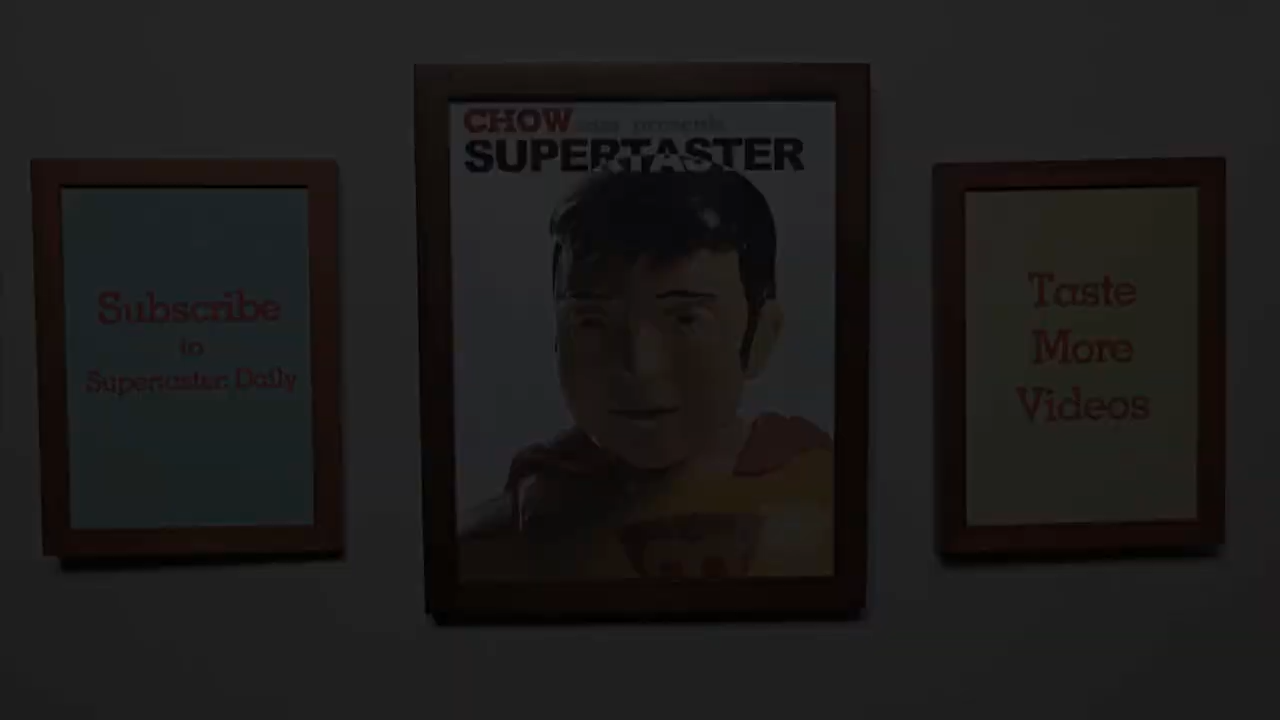 Subscribe
to
Supertaster Daily
CHOW presents
SUPERTASTER
Taste
More
Videos